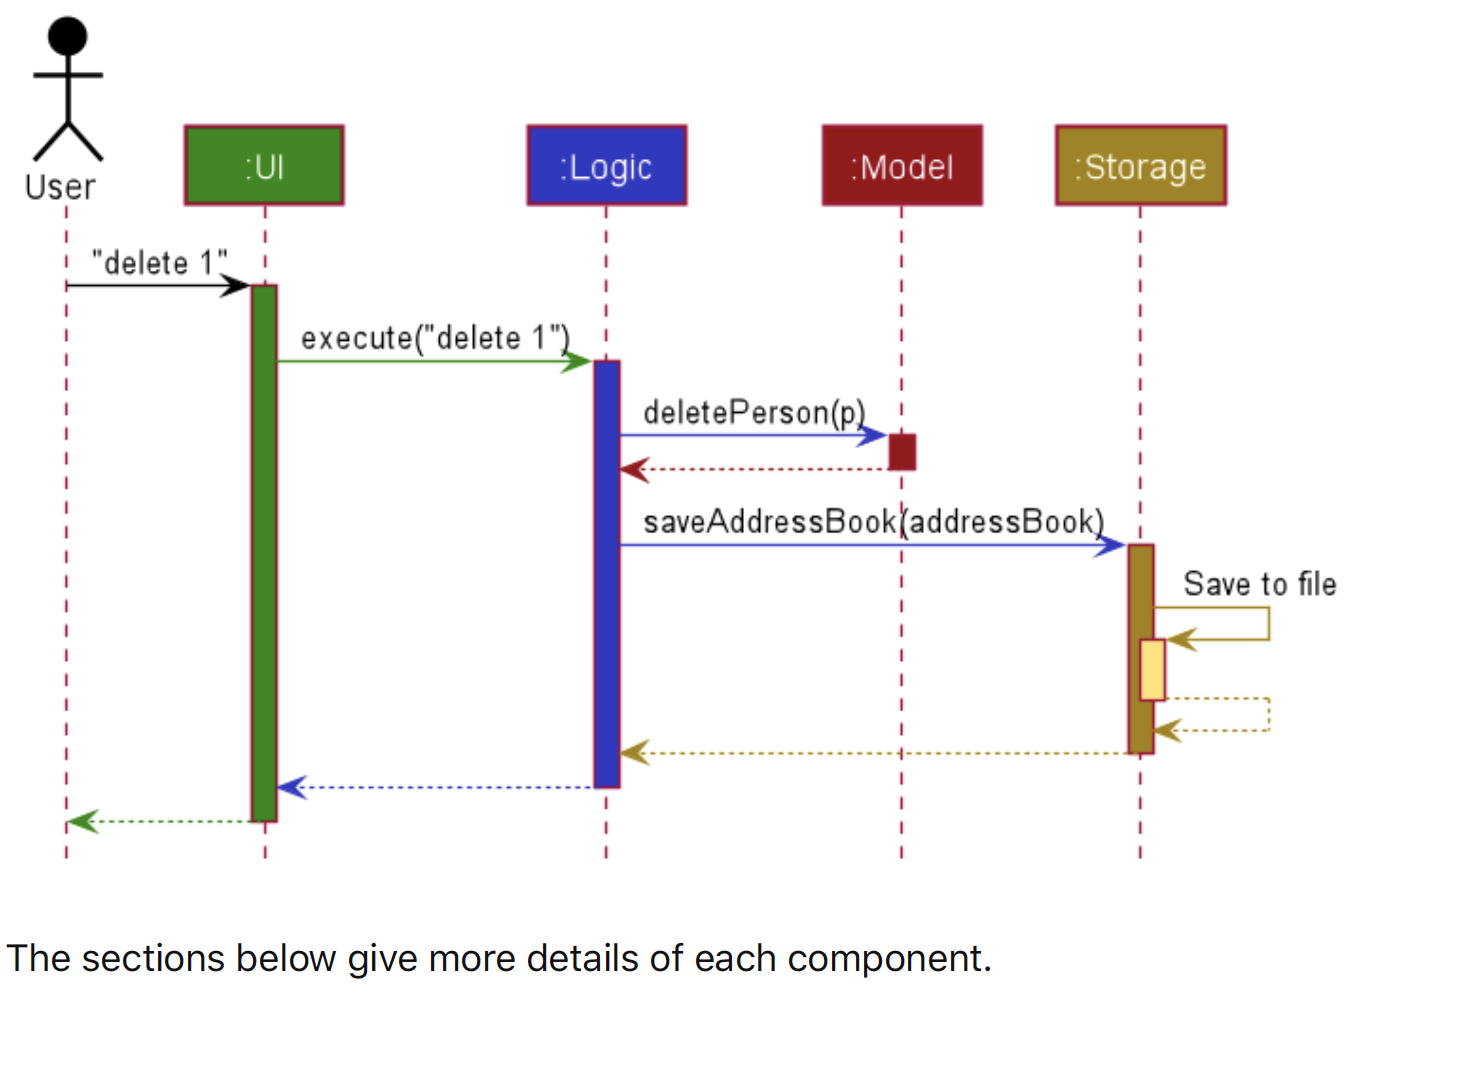 User
:UI
:Logic
:Model
:Storage
"delete 1"
execute("delete 1")
deletePerson(p)
saveAddressBook(addressBook)
Save to file
The sections below give more details of each component.